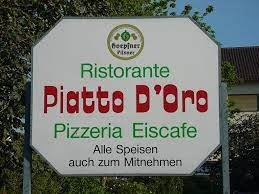 Hoepfner
Pilsner
Ristorante
Piatto D'Oro
Pizzeria Eiscafe
Alle Speisen
auch zum Mitnehmen